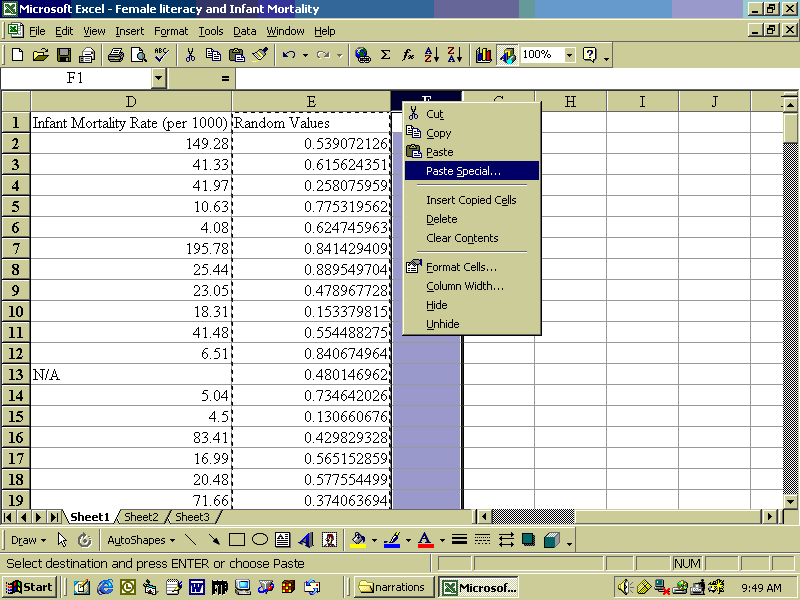 Microsoft Excel - Female literacy and Infant Mortality
File Edit View Insert Format Tools Data Window Help
ABC Σ fx A Z Z A 100% ?
F1 =
D E F G H I J
1 Infant Mortality Rate (per 1000) Random Values
2 149.28 0.539072126
3 41.33 0.615624351
4 41.97 0.258075959
5 10.63 0.775319562
6 4.08 0.624745963
7 195.78 0.841429409
8 25.44 0.889549704
9 23.05 0.478967728
10 18.31 0.153379815
11 41.48 0.554488275
12 6.51 0.840674964
13 N/A 0.480146962
14 5.04 0.734642026
15 4.5 0.130660676
16 83.41 0.429829328
17 16.99 0.565152859
18 20.48 0.577554499
19 71.66 0.374063694
Cut
Copy
Paste
Paste Special...
Insert Copied Cells
Delete
Clear Contents
Format Cells...
Column Width...
Hide
Unhide
Sheet1 Sheet2 Sheet3
Draw AutoShapes A A
Select destination and press ENTER or choose Paste NUM
Start W narrations Microsof... 9:49 AM